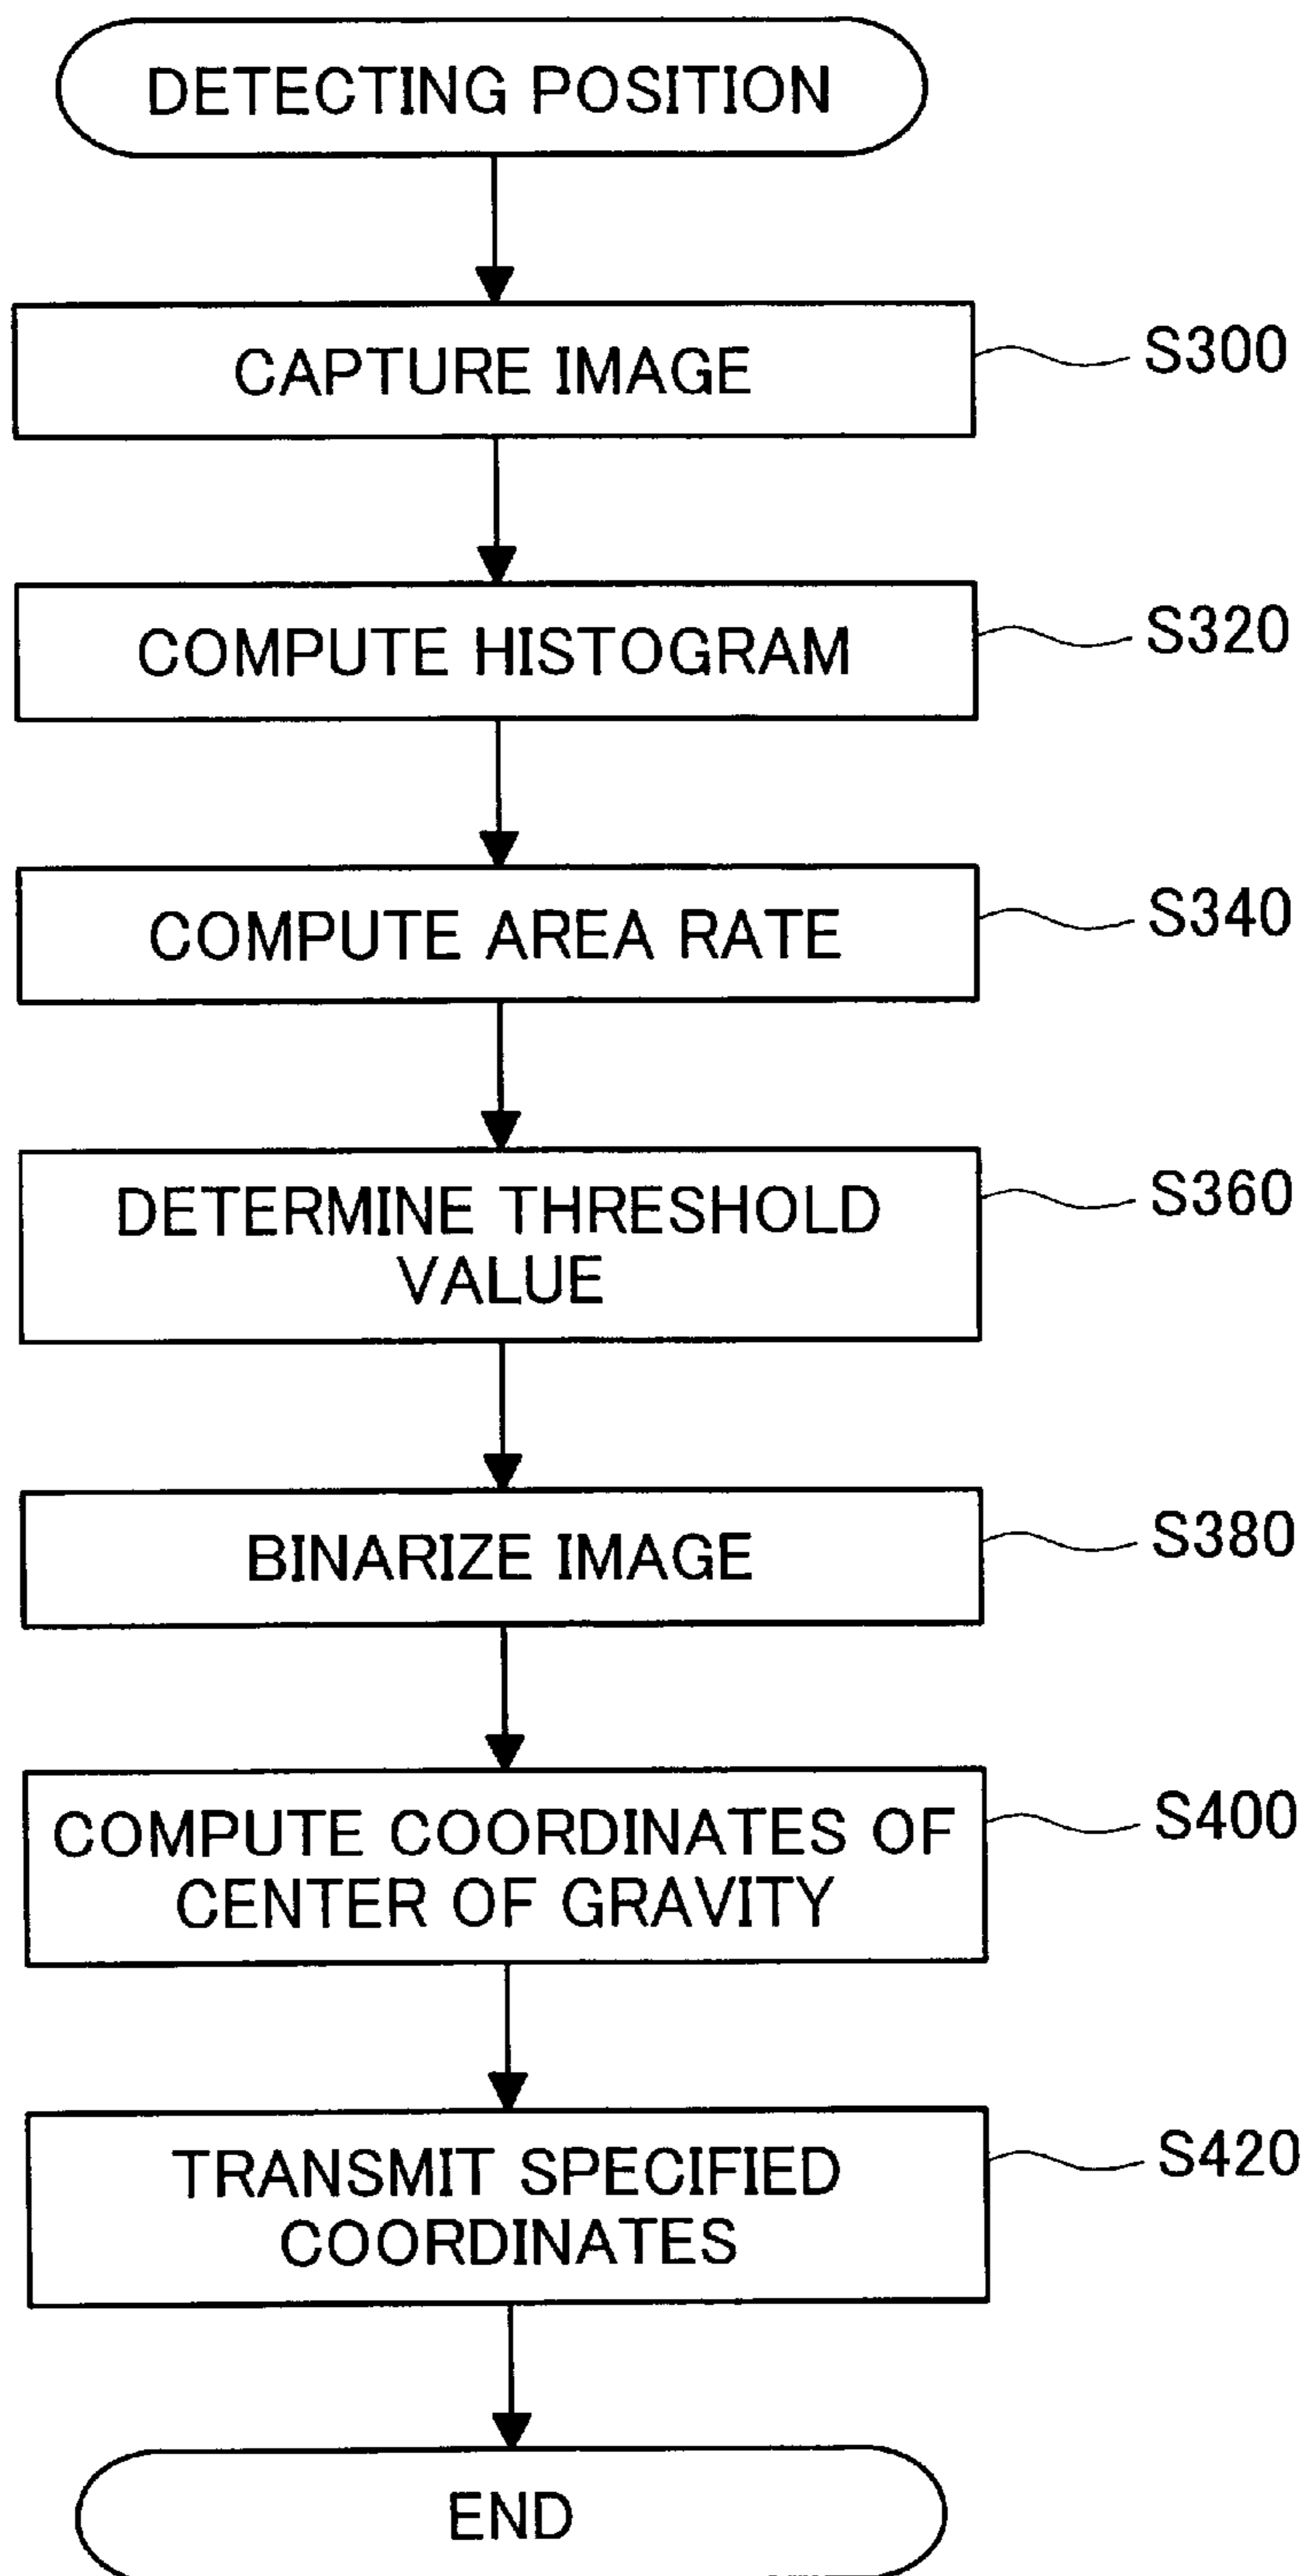 DETECTING POSITION
CAPTURE IMAGE
S300
COMPUTE HISTOGRAM
S320
COMPUTE AREA RATE
S340
DETERMINE THRESHOLD
VALUE
S360
BINARIZE IMAGE
S380
COMPUTE COORDINATES OF
CENTER OF GRAVITY
S400
TRANSMIT SPECIFIED
COORDINATES
S420
END